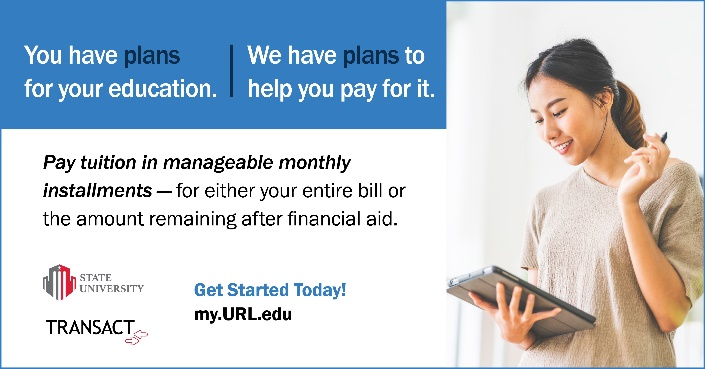 You have plans
for your education.
We have plans to
help you pay for it.
Pay tuition in manageable monthly
installments — for either your entire bill or
the amount remaining after financial aid.
STATE
UNIVERSITY
TRANSACT
Get Started Today!
my.URL.edu